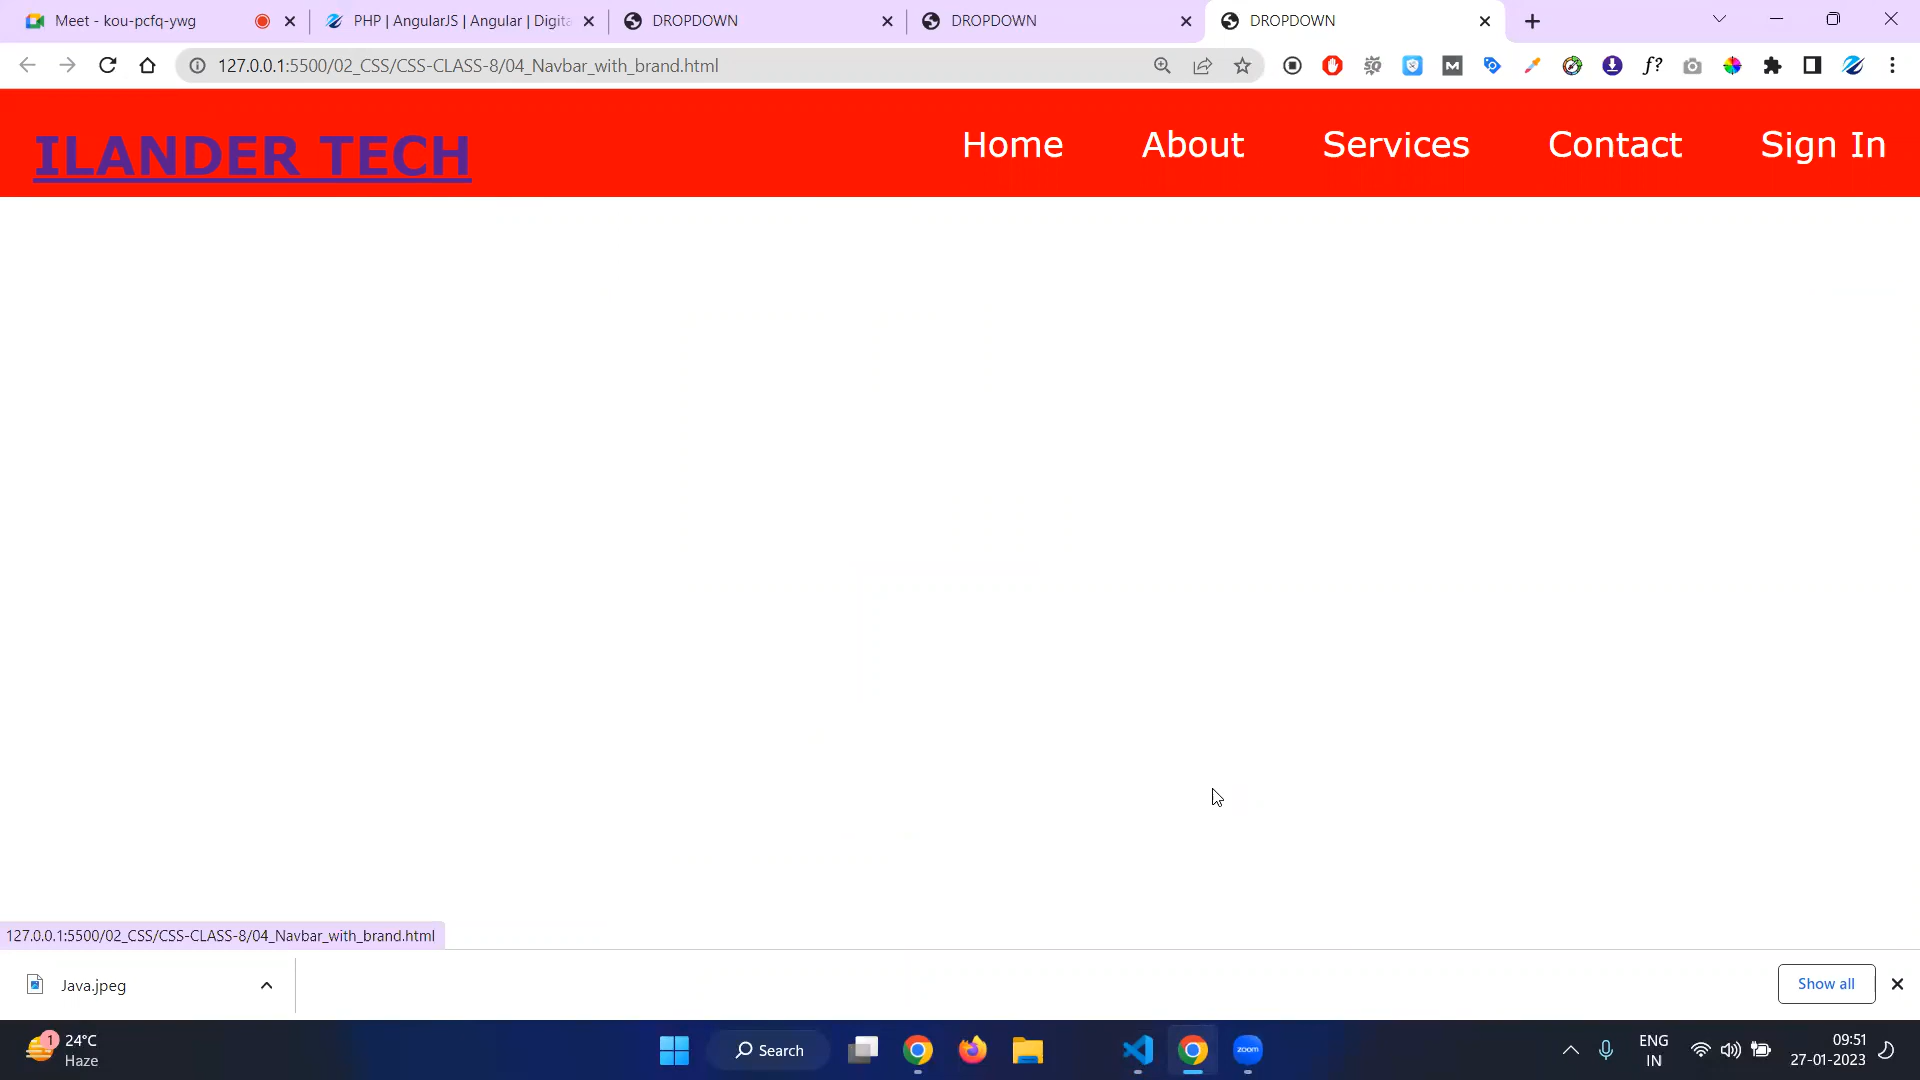 Meet - kou-pcfq-ywg
PHP | AngularJS | Angular | Digita
DROPDOWN
DROPDOWN
DROPDOWN
127.0.0.1:5500/02_CSS/CSS-CLASS-8/04_Navbar_with_brand.html
ILANDER TECH
Home
About
Services
Contact
Sign In
127.0.0.1:5500/02_CSS/CSS-CLASS-8/04_Navbar_with_brand.html
Java.jpeg
Show all
1
24°C
Haze
Search
zoom
ENG
IN
09:51
27-01-2023